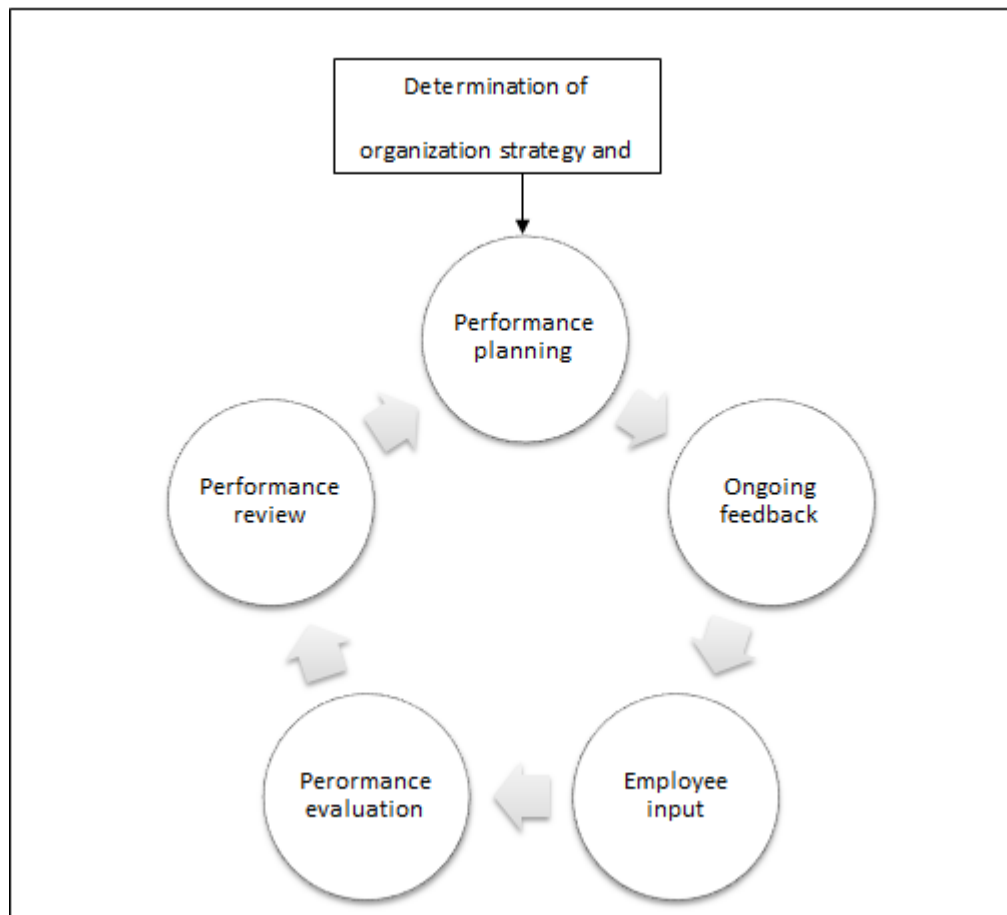 Determination of
organization strategy and
Performance
planning
Ongoing
feedback
Employee
input
Perormance
evaluation
Performance
review